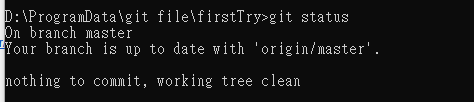 D:\ProgramData\git file\firstTry>git status
On branch master
Your branch is up to date with 'origin/master'.
nothing to commit, working tree clean